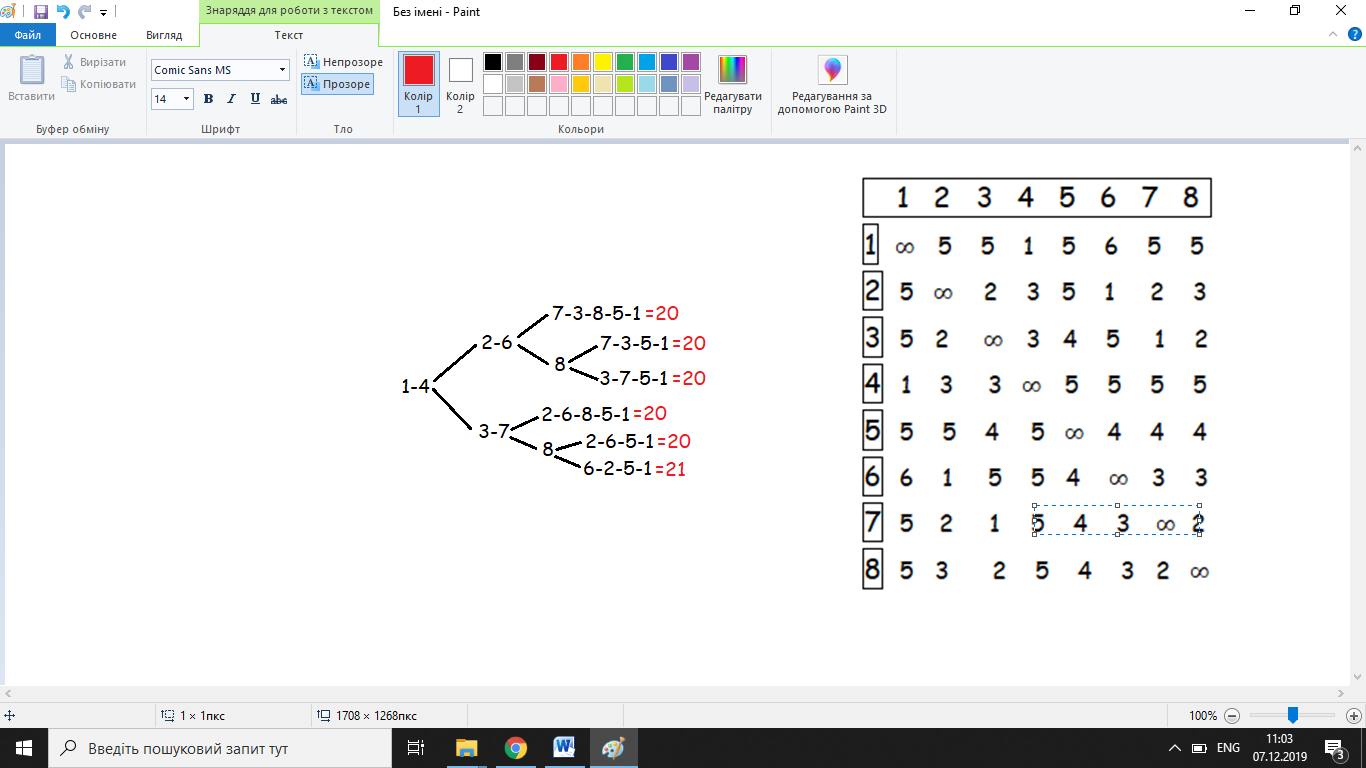 Знаряддя для роботи з текстом
Без імені - Paint
Файл
Основне
Вигляд
Текст
Вставити
Вирізати
Копіювати
Буфер обміну
Comic Sans MS
14
B I U abc
Шрифт
Непрозоре
Прозоре
Тло
Колір 1
Колір 2
Кольори
Редагувати палітру
Редагування за допомогою Paint 3D
1-4
2-6
7-3-8-5-1=20
8
7-3-5-1=20
3-7-5-1=20
3-7
2-6-8-5-1=20
8
2-6-5-1=20
6-2-5-1=21
1 2 3 4 5 6 7 8
1 ∞ 5 5 1 5 6 5 5
2 5 ∞ 2 3 5 1 2 3
3 5 2 ∞ 3 4 5 1 2
4 1 3 3 ∞ 5 5 5 5
5 5 5 4 5 ∞ 4 4 4
6 6 1 5 5 4 ∞ 3 3
7 5 2 1 5 4 3 ∞ 2
8 5 3 2 5 4 3 2 ∞
1 × 1пкс
1708 × 1268пкс
100%
Введіть пошуковий запит тут
ENG
11:03
07.12.2019
3